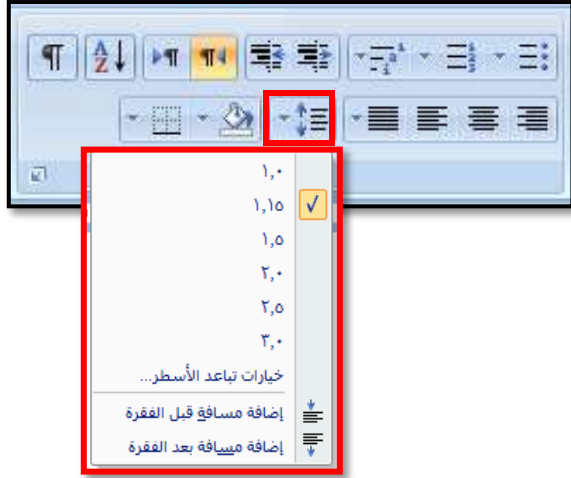 ١,٠
١,١٥
١,٥
٢,٠
٢,٥
٣,٠
خيارات تباعد الأسطر...
إضافة مسافة قبل الفقرة
إضافة مسافة بعد الفقرة